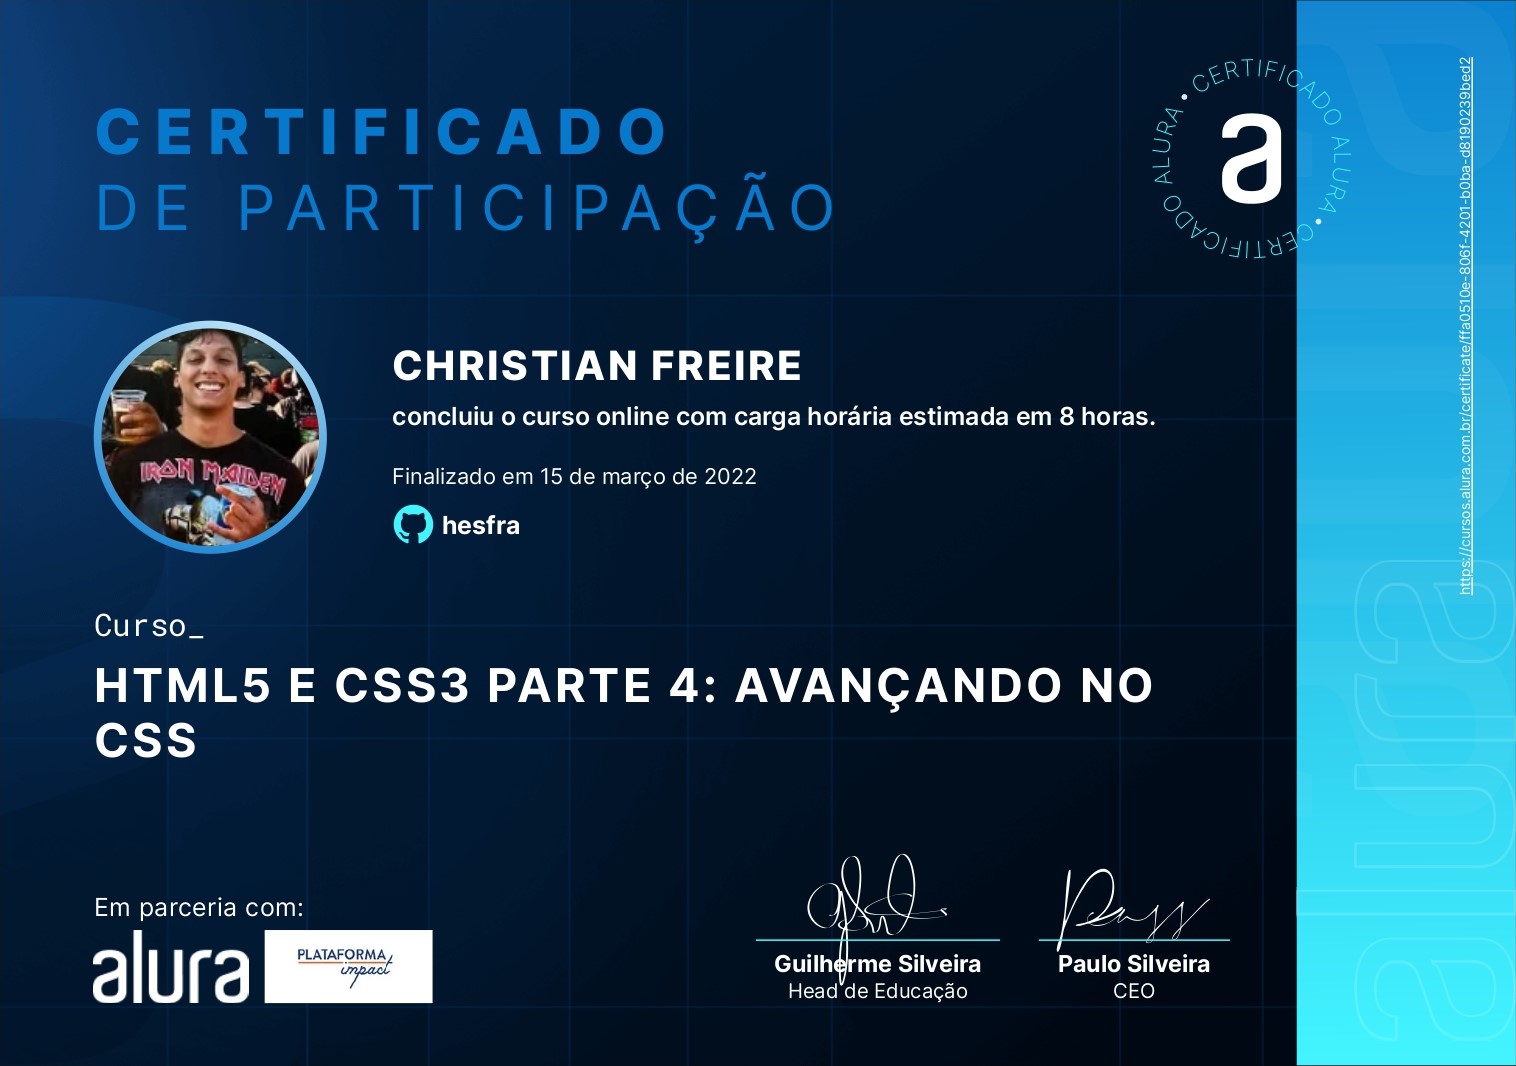 CERTIFICADO
DE PARTICIPAÇÃO
CERTIFICADO ALURA • CERTIFICADO ALURA •
a
https://cursos.alura.com.br/certificate/ffa0510e-806f-4201-b0ba-d8190239bed2
IRON MAIDEN
CHRISTIAN FREIRE
concluiu o curso online com carga horária estimada em 8 horas.
Finalizado em 15 de março de 2022
hesfra
Curso_
HTML5 E CSS3 PARTE 4: AVANÇANDO NO
CSS
Em parceria com:
alura
PLATAFORMA
impact
Guilherme Silveira
Head de Educação
Paulo Silveira
CEO
alura